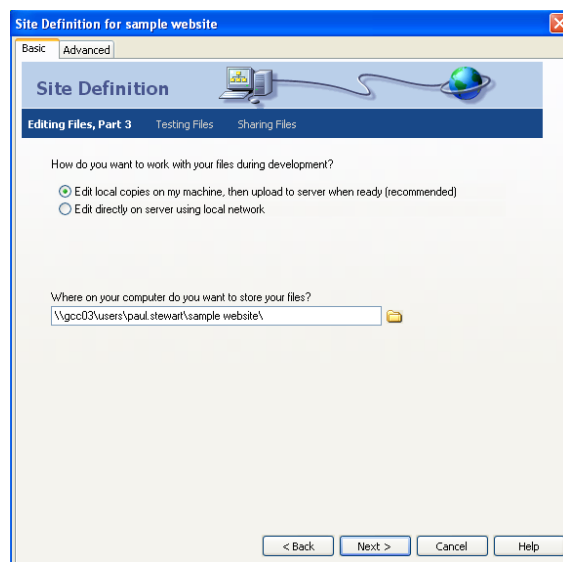 Site Definition for sample website
Basic Advanced
Site Definition
Editing Files, Part 3 Testing Files Sharing Files
How do you want to work with your files during development?
Edit local copies on my machine, then upload to server when ready (recommended)
Edit directly on server using local network
Where on your computer do you want to store your files?
\\gcc03\users\paul.stewart\sample website\
< Back Next > Cancel Help